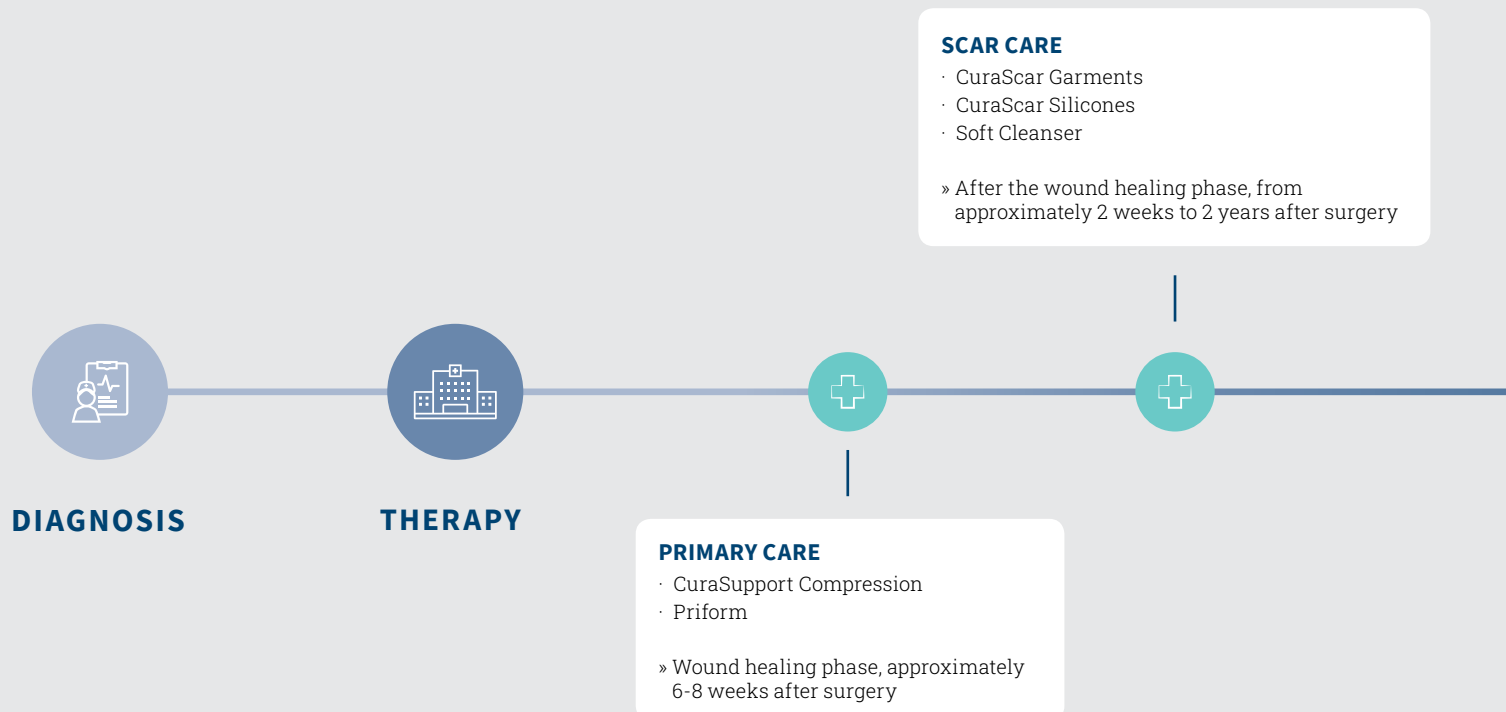 SCAR CARE
· CuraScar Garments
· CuraScar Silicones
· Soft Cleanser
» After the wound healing phase, from
approximately 2 weeks to 2 years after surgery
DIAGNOSIS
THERAPY
PRIMARY CARE
· CuraSupport Compression
· Priform
» Wound healing phase, approximately
6-8 weeks after surgery